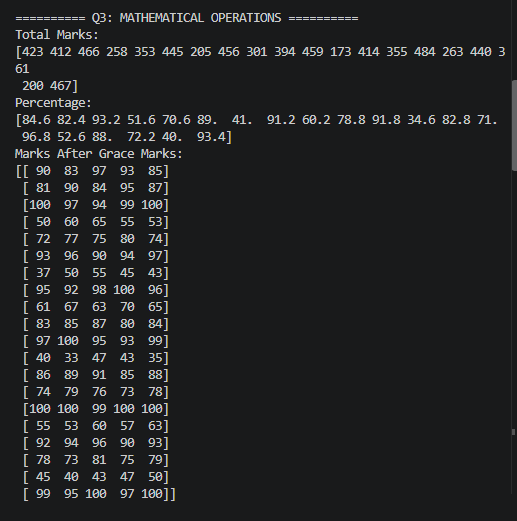 ========== Q3: MATHEMATICAL OPERATIONS ==========
Total Marks:
[423 412 466 258 353 445 205 456 301 394 459 173 414 355 484 263 440 3
61
 200 467]
Percentage:
[84.6 82.4 93.2 51.6 70.6 89.  41.  91.2 60.2 78.8 91.8 34.6 82.8 71.
 96.8 52.6 88.  72.2 40.  93.4]
Marks After Grace Marks:
[[ 90  83  97  93  85]
 [ 81  90  84  95  87]
 [100  97  94  99 100]
 [ 50  60  65  55  53]
 [ 72  77  75  80  74]
 [ 93  96  90  94  97]
 [ 37  50  55  45  43]
 [ 95  92  98 100  96]
 [ 61  67  63  70  65]
 [ 83  85  87  80  84]
 [ 97 100  95  93  99]
 [ 40  33  47  43  35]
 [ 86  89  91  85  88]
 [ 74  79  76  73  78]
 [100 100  99 100 100]
 [ 55  53  60  57  63]
 [ 92  94  96  90  93]
 [ 78  73  81  75  79]
 [ 45  40  43  47  50]
 [ 99  95 100  97 100]]